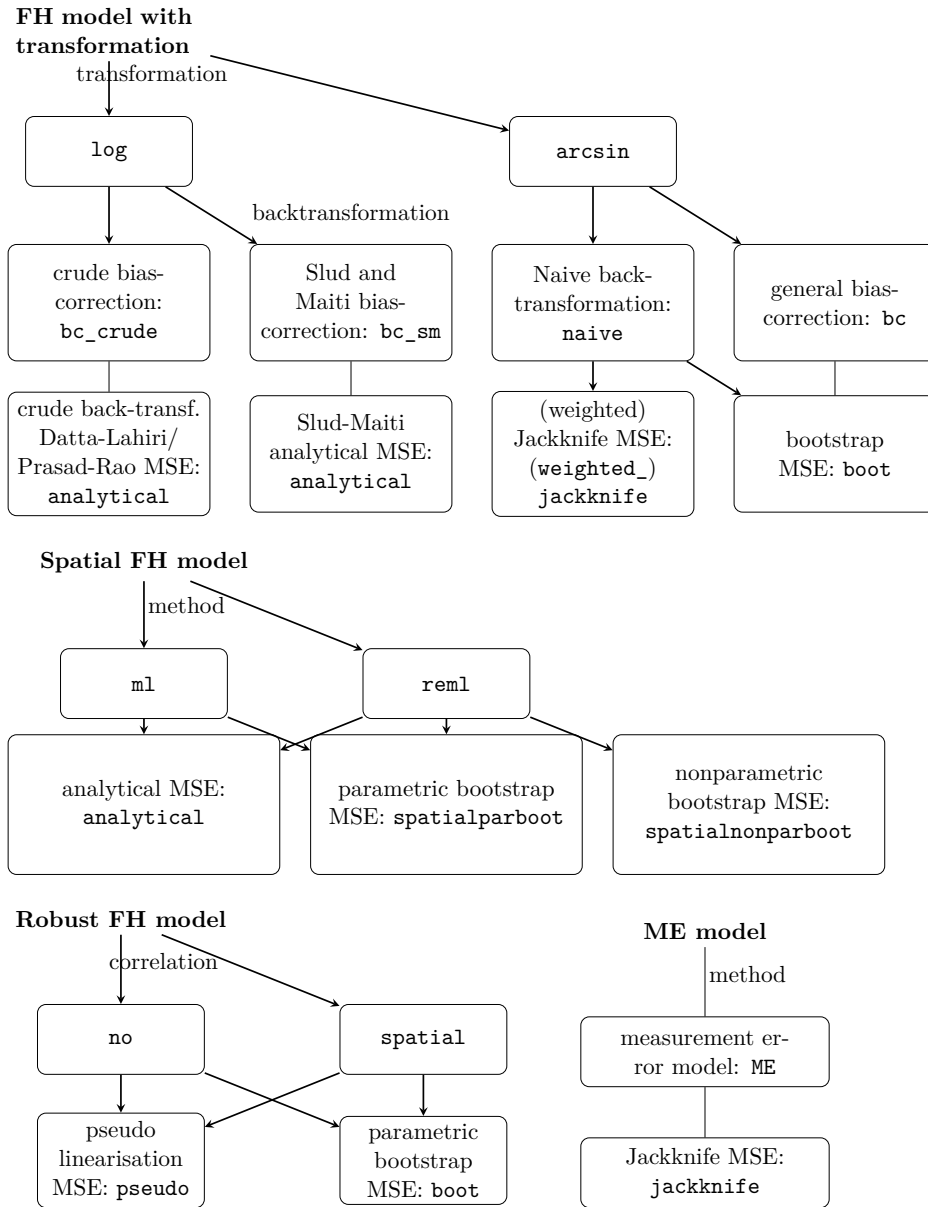 FH model with
transformation
transformation
log
arcsin
backtransformation
crude bias-
correction:
bc_crude
Slud and
Maiti bias-
correction: bc_sm
Naive back-
transformation:
naive
general bias-
correction: bc
crude back-transf.
Datta-Lahiri/
Prasad-Rao MSE:
analytical
Slud-Maiti
analytical MSE:
analytical
(weighted)
Jackknife MSE:
(weighted_)
jackknife
bootstrap
MSE: boot
Spatial FH model
method
ml
reml
analytical MSE:
analytical
parametric bootstrap
MSE: spatialparboot
nonparametric
bootstrap MSE:
spatialnonparboot
Robust FH model
correlation
no
spatial
pseudo
linearisation
MSE: pseudo
parametric
bootstrap
MSE: boot
ME model
method
measurement er-
ror model: ME
Jackknife MSE:
jackknife